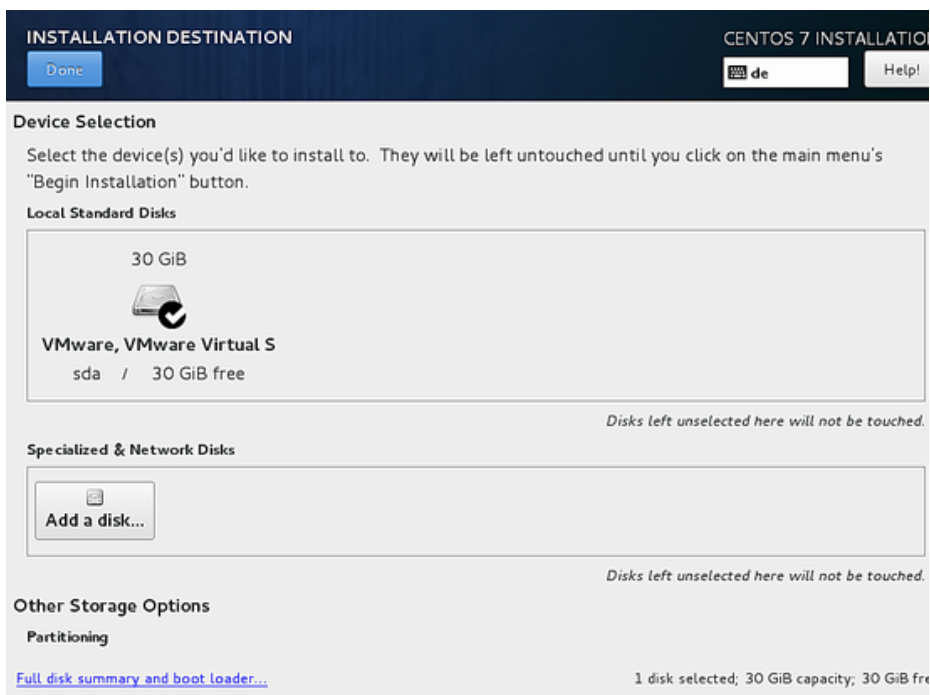 INSTALLATION DESTINATION
CENTOS 7 INSTALLATION
Done
de
Help!
Device Selection
Select the device(s) you'd like to install to. They will be left untouched until you click on the main menu's
"Begin Installation" button.
Local Standard Disks
30 GiB
VMware, VMware Virtual S
sda / 30 GiB free
Disks left unselected here will not be touched.
Specialized & Network Disks
Add a disk...
Disks left unselected here will not be touched.
Other Storage Options
Partitioning
Full disk summary and boot loader...
1 disk selected; 30 GiB capacity; 30 GiB fre